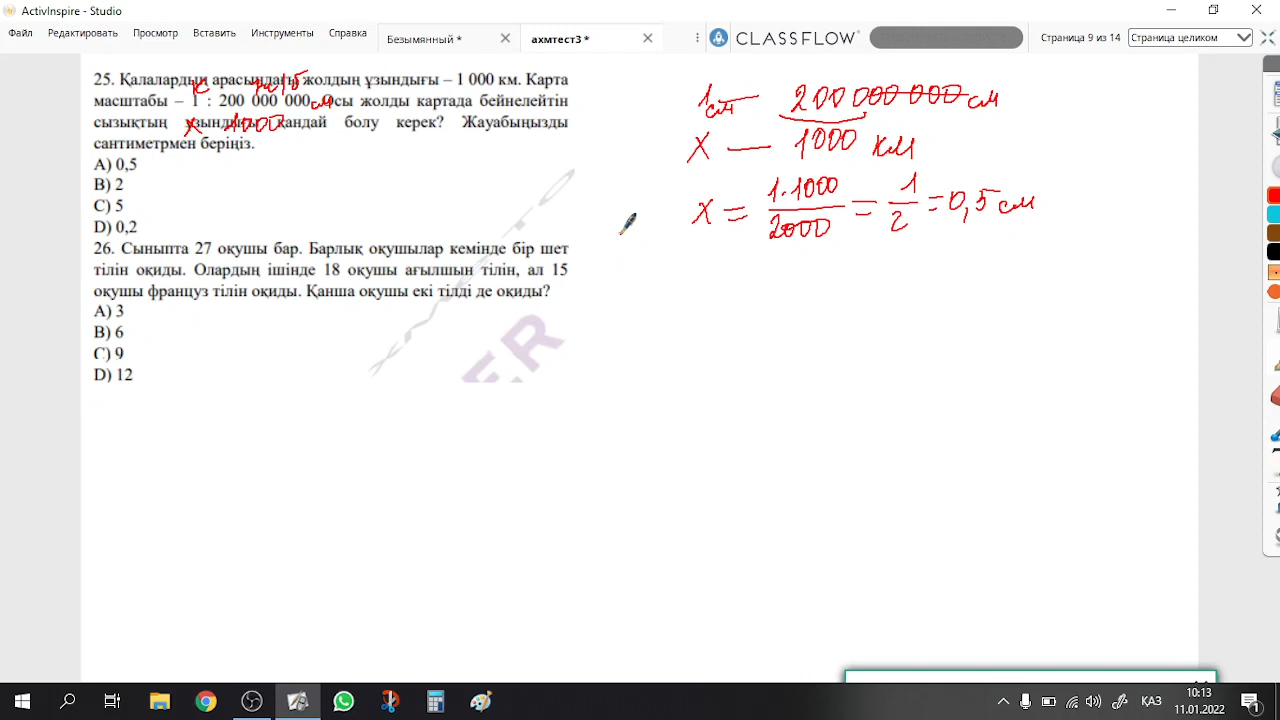 ActivInspire - Studio
Файл Редактировать Просмотр Вставить Инструменты Справка
Безымянный *
ахмтест3 *
CLASSFLOW
Страница 9 из 14
Страница целиком
25. Қалалардың арасындағы жолдың ұзындығы – 1 000 км. Карта
масштабы – 1 : 200 000 000. Осы жолды картада бейнелейтін
сызықтың ұзындығы қандай болу керек? Жауабыңызды
сантиметрмен беріңіз.
A) 0,5
B) 2
C) 5
D) 0,2
26. Сыныпта 27 оқушы бар. Барлық оқушылар кемінде бір шет
тілін оқиды. Олардың ішінде 18 оқушы ағылшын тілін, ал 15
оқушы француз тілін оқиды. Қанша оқушы екі тілді де оқиды?
A) 3
B) 6
C) 9
D) 12
см
x 1000
1 см — 200 000 000 см
x — 1000 км
x = 1·1000/2000 = 1/2 = 0,5 см
ER
ҚАЗ
10:13
11.01.2022